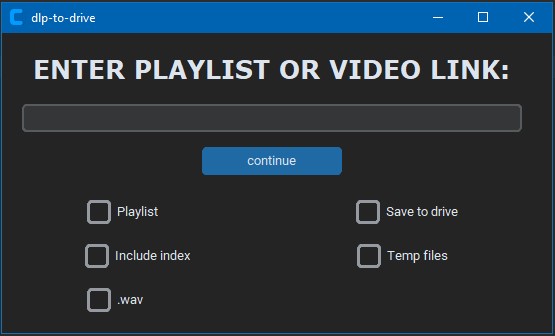 dlp-to-drive
ENTER PLAYLIST OR VIDEO LINK:
continue
Playlist
Save to drive
Include index
Temp files
.wav